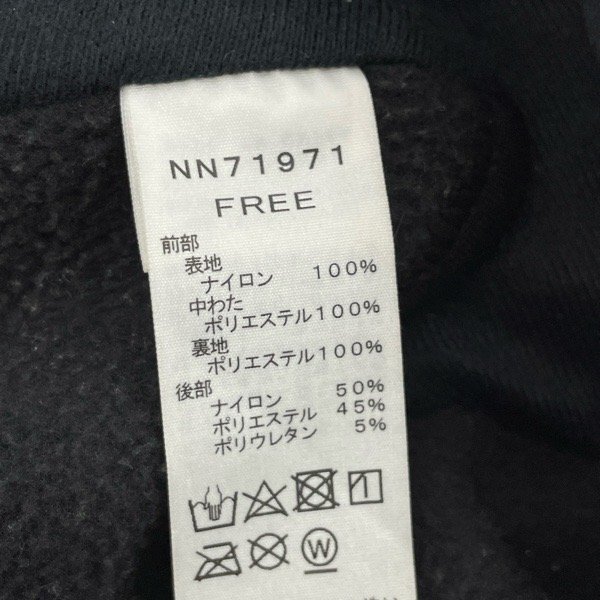 NN71971
FREE
前部
表地
ナイロン 100%
中わた
ポリエステル100%
裏地
ポリエステル100%
後部
ナイロン 50%
ポリエステル 45%
ポリウレタン 5%
W